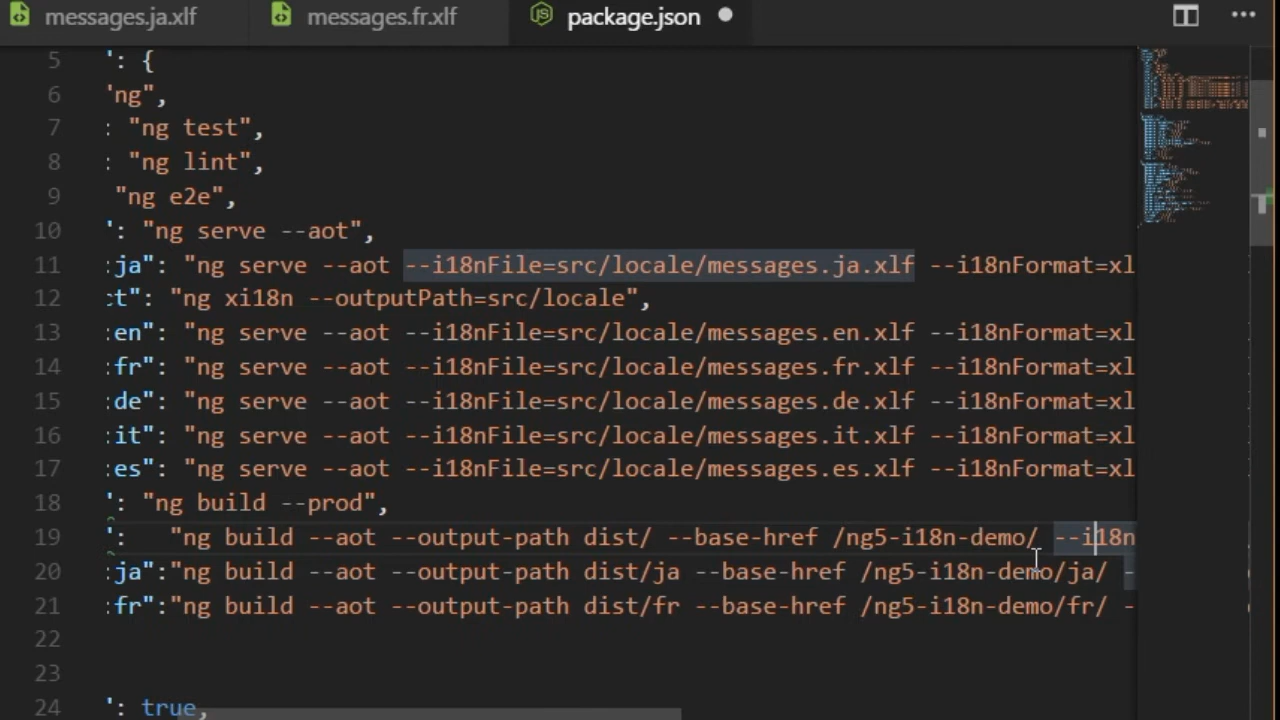 messages.ja.xlf messages.fr.xlf package.json
5 ": {
6 "ng",
7 : "ng test",
8 : "ng lint",
9 "ng e2e",
10 ": "ng serve --aot",
11 :ja": "ng serve --aot --i18nFile=src/locale/messages.ja.xlf --i18nFormat=xl
12 ct": "ng xi18n --outputPath=src/locale",
13 :en": "ng serve --aot --i18nFile=src/locale/messages.en.xlf --i18nFormat=xl
14 :fr": "ng serve --aot --i18nFile=src/locale/messages.fr.xlf --i18nFormat=xl
15 :de": "ng serve --aot --i18nFile=src/locale/messages.de.xlf --i18nFormat=xl
16 :it": "ng serve --aot --i18nFile=src/locale/messages.it.xlf --i18nFormat=xl
17 :es": "ng serve --aot --i18nFile=src/locale/messages.es.xlf --i18nFormat=xl
18 ": "ng build --prod",
19 ": "ng build --aot --output-path dist/ --base-href /ng5-i18n-demo/ --i18n
20 :ja":"ng build --aot --output-path dist/ja --base-href /ng5-i18n-demo/ja/ -
21 :fr":"ng build --aot --output-path dist/fr --base-href /ng5-i18n-demo/fr/ -
22
23
24 ": true,